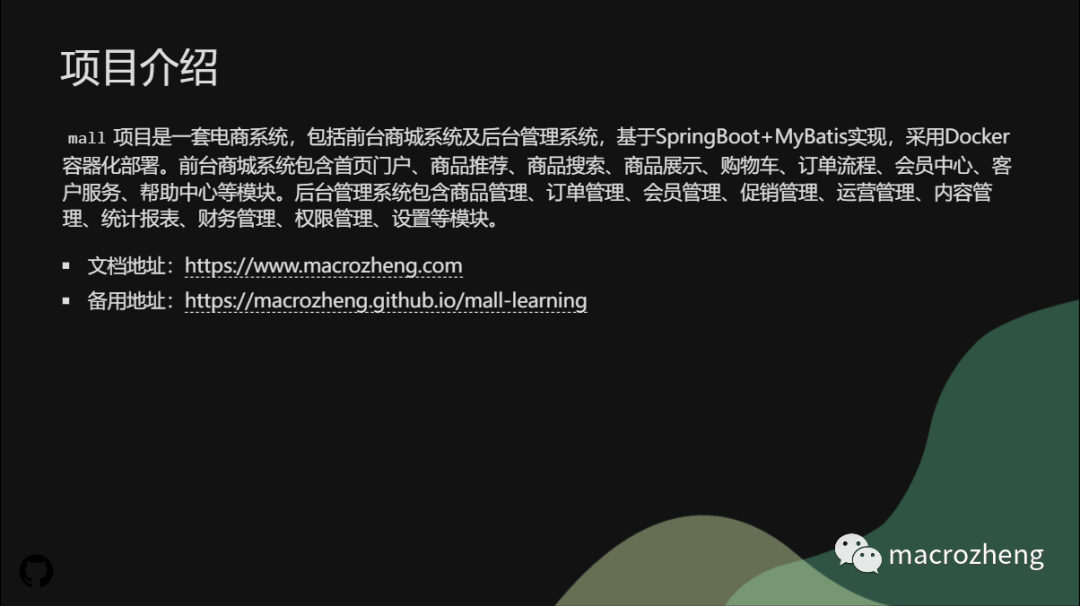 项目介绍
mall 项目是一套电商系统，包括前台商城系统及后台管理系统，基于SpringBoot+MyBatis实现，采用Docker
容器化部署。前台商城系统包含首页门户、商品推荐、商品搜索、商品展示、购物车、订单流程、会员中心、客
户服务、帮助中心等模块。后台管理系统包含商品管理、订单管理、会员管理、促销管理、运营管理、内容管
理、统计报表、财务管理、权限管理、设置等模块。
▪ 文档地址：https://www.macrozheng.com
▪ 备用地址：https://macrozheng.github.io/mall-learning
macrozheng